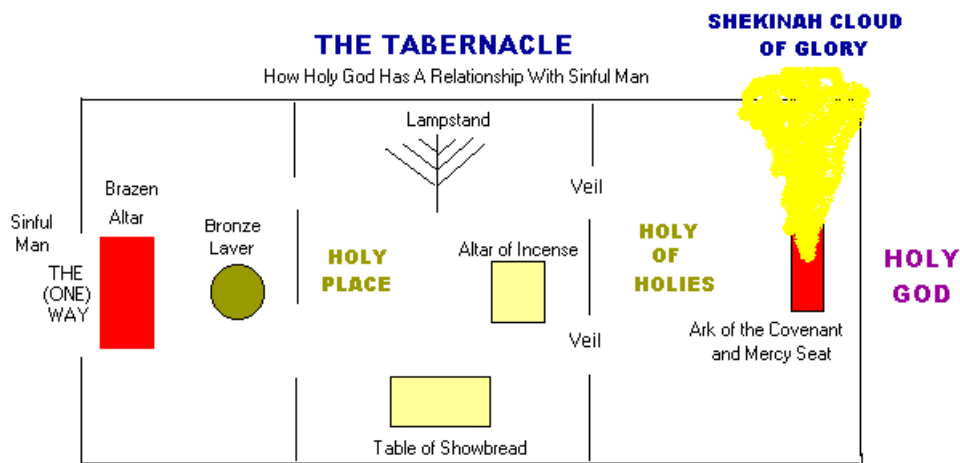 THE TABERNACLE
How Holy God Has A Relationship With Sinful Man
SHEKINAH CLOUD
OF GLORY
Sinful
Man
THE
(ONE)
WAY
Brazen
Altar
Bronze
Laver
HOLY
PLACE
Lampstand
Altar of Incense
Table of Showbread
Veil
Veil
HOLY
OF
HOLIES
Ark of the Covenant
and Mercy Seat
HOLY
GOD